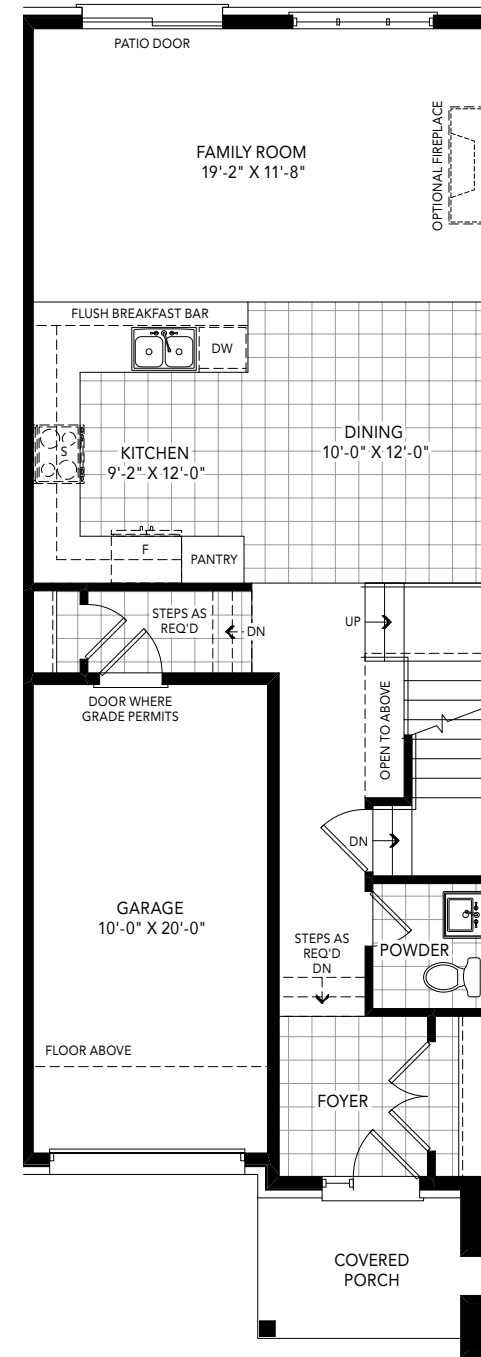 PATIO DOOR
FAMILY ROOM
19'-2" X 11'-8"
OPTIONAL FIREPLACE
FLUSH BREAKFAST BAR
DW
DINING
10'-0" X 12'-0"
KITCHEN
9'-2" X 12'-0"
S
F
PANTRY
STEPS AS
REQ'D
DN
UP
DOOR WHERE
GRADE PERMITS
OPEN TO ABOVE
DN
GARAGE
10'-0" X 20'-0"
STEPS AS
REQ'D
DN
POWDER
FLOOR ABOVE
FOYER
COVERED
PORCH